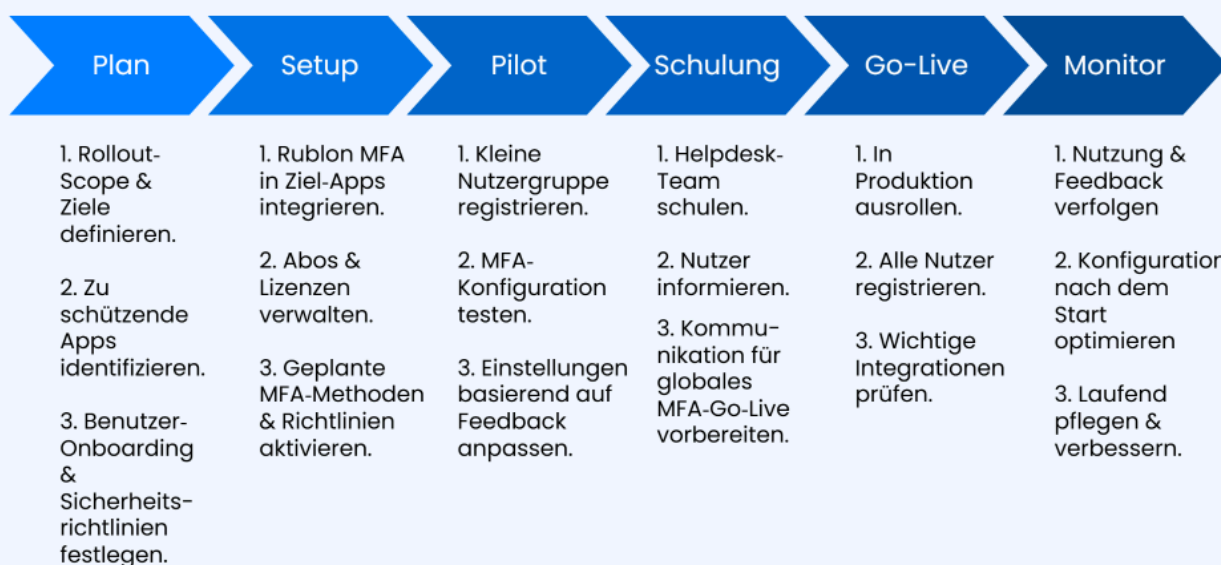 Plan
Setup
Pilot
Schulung
Go-Live
Monitor
1. Rollout-
Scope &
Ziele
definieren.
2. Zu
schützende
Apps
identifizieren.
3. Benutzer-
Onboarding
&
Sicherheits-
richtlinien
festlegen.
1. Rublon MFA
in Ziel-Apps
integrieren.
2. Abos &
Lizenzen
verwalten.
3. Geplante
MFA-Methoden
& Richtlinien
aktivieren.
1. Kleine
Nutzergruppe
registrieren.
2. MFA-
Konfiguration
testen.
3. Einstellungen
basierend auf
Feedback
anpassen.
1. Helpdesk-
Team
schulen.
2. Nutzer
informieren.
3. Kommu-
nikation für
globales
MFA-Go-Live
vorbereiten.
1. In
Produktion
ausrollen.
2. Alle Nutzer
registrieren.
3. Wichtige
Integrationen
prüfen.
1. Nutzung &
Feedback
verfolgen
2. Konfiguration
nach dem
Start
optimieren
3. Laufend
pflegen &
verbessern.